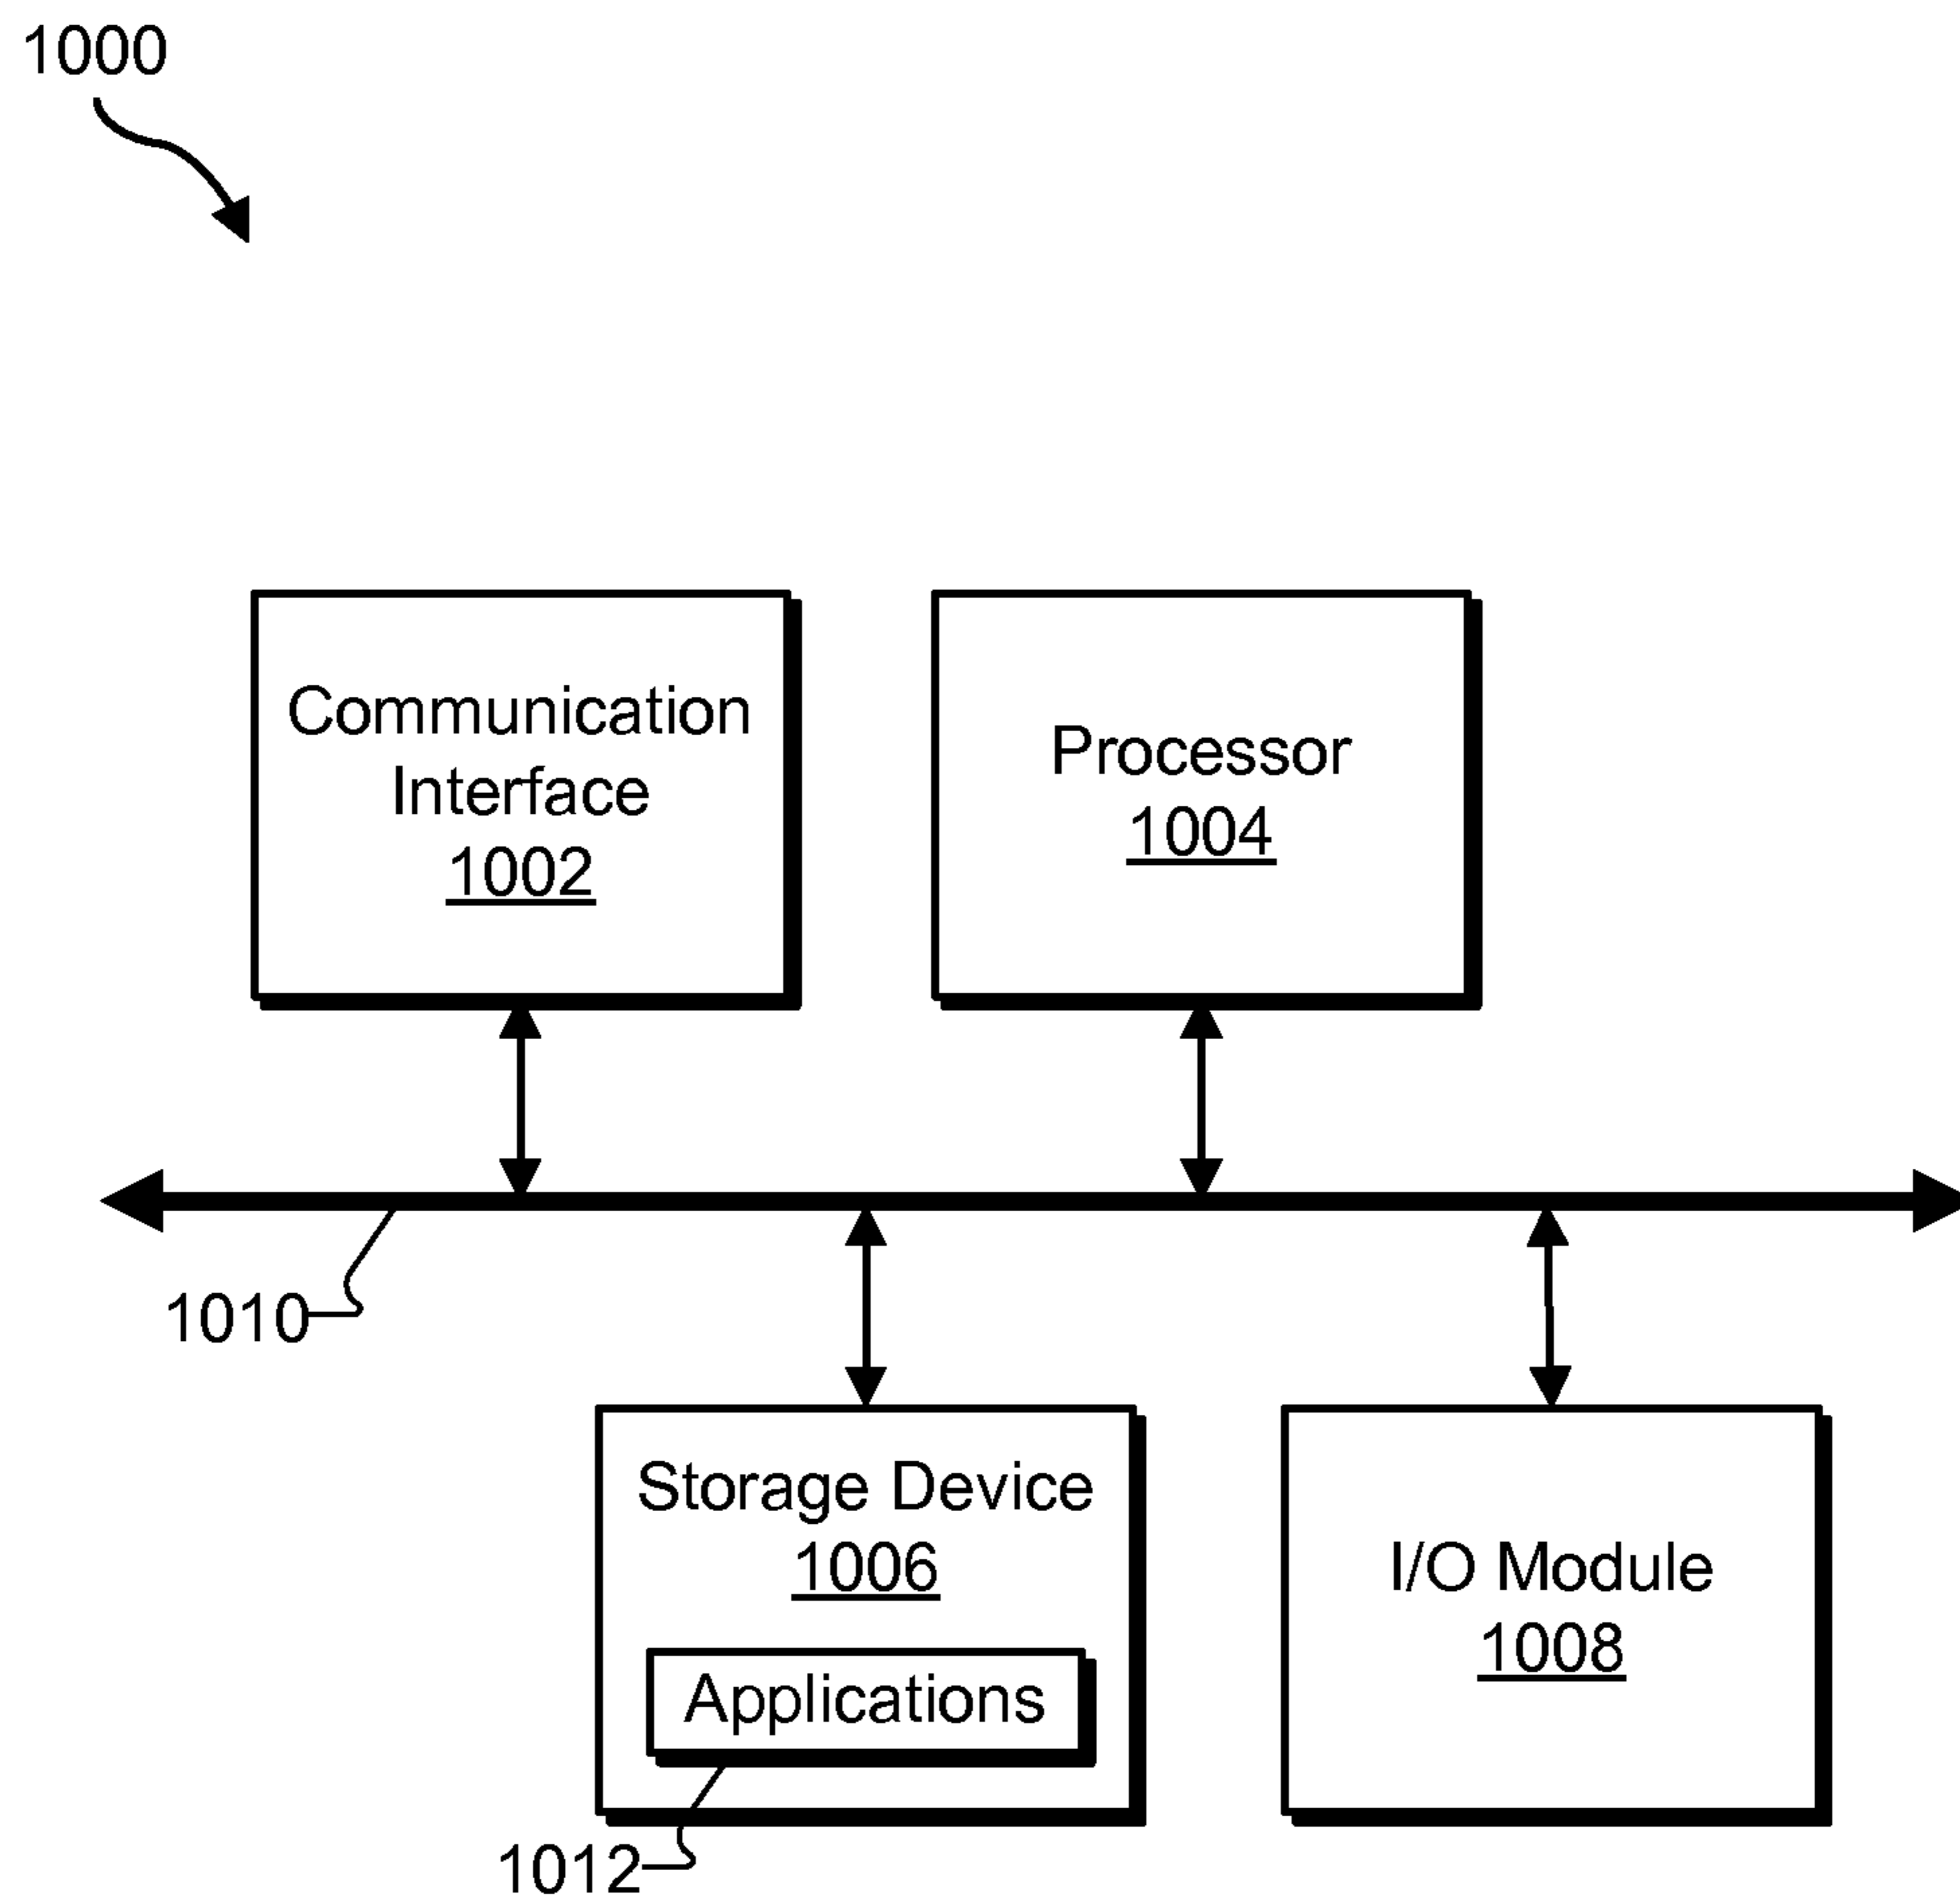 1000
Communication
Interface
1002
Processor
1004
1010
Storage Device
1006
Applications
1012
I/O Module
1008